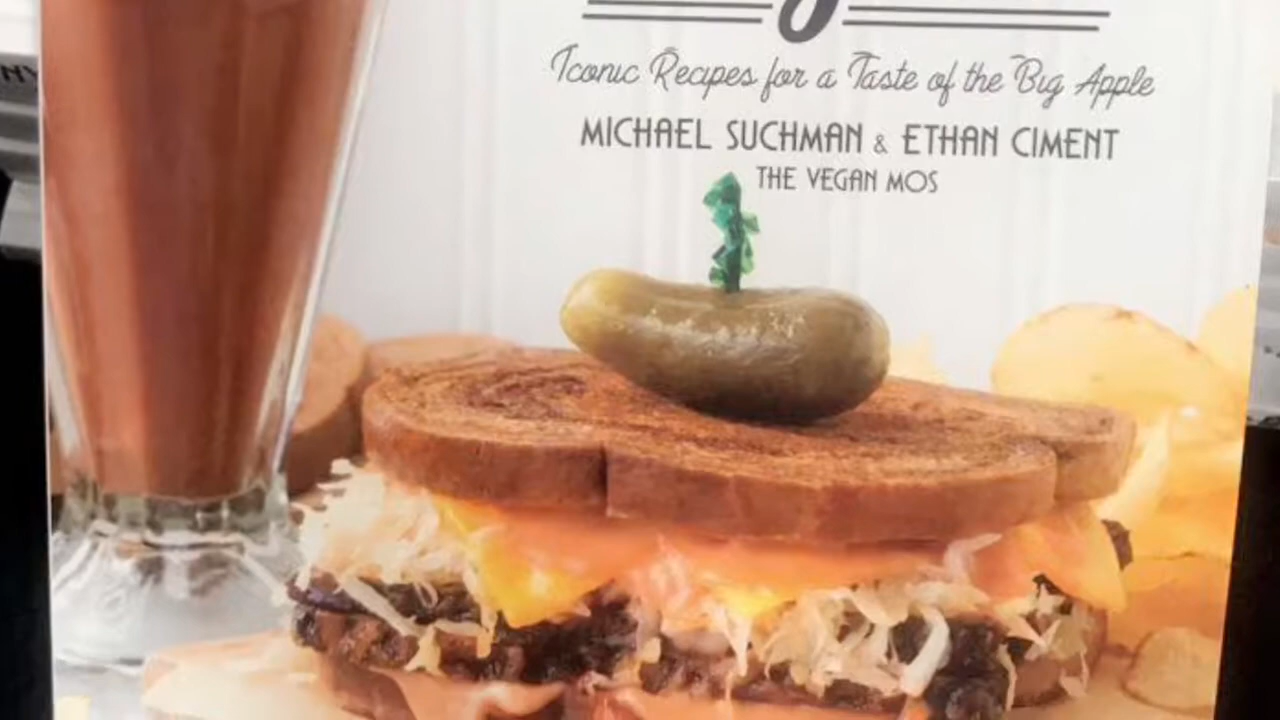 Iconic Recipes for a Taste of the Big Apple
MICHAEL SUCHMAN & ETHAN CIMENT
THE VEGAN MOS